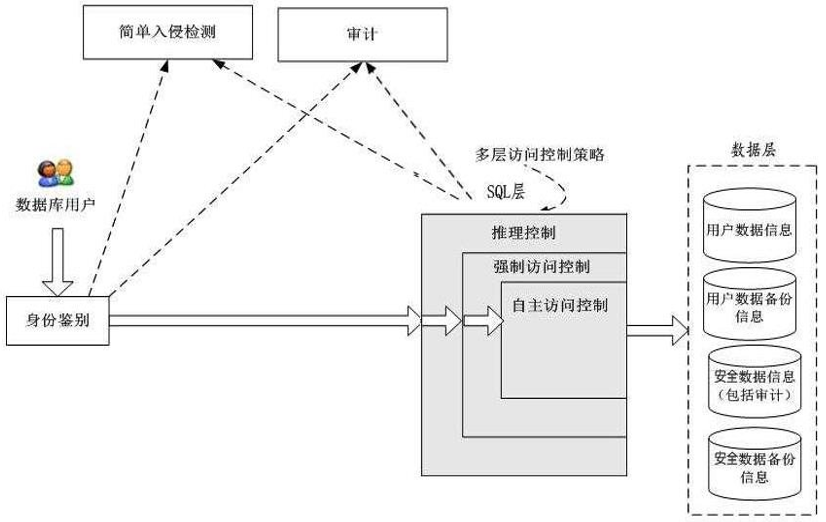 简单入侵检测
审计
多层访问控制策略
数据层
SQL层
数据库用户
用户数据信息
推理控制
强制访问控制
用户数据备份
信息
自主访问控制
身份鉴别
安全数据信息
（包括审计）
安全数据备份
信息